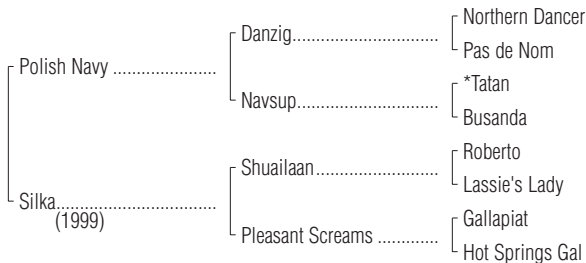 Northern Dancer
Danzig
Pas de Nom
Polish Navy
*Tatan
Navsup
Busanda
Roberto
Shuailaan
Lassie's Lady
Silka
(1999)
Gallapiat
Pleasant Screams
Hot Springs Gal